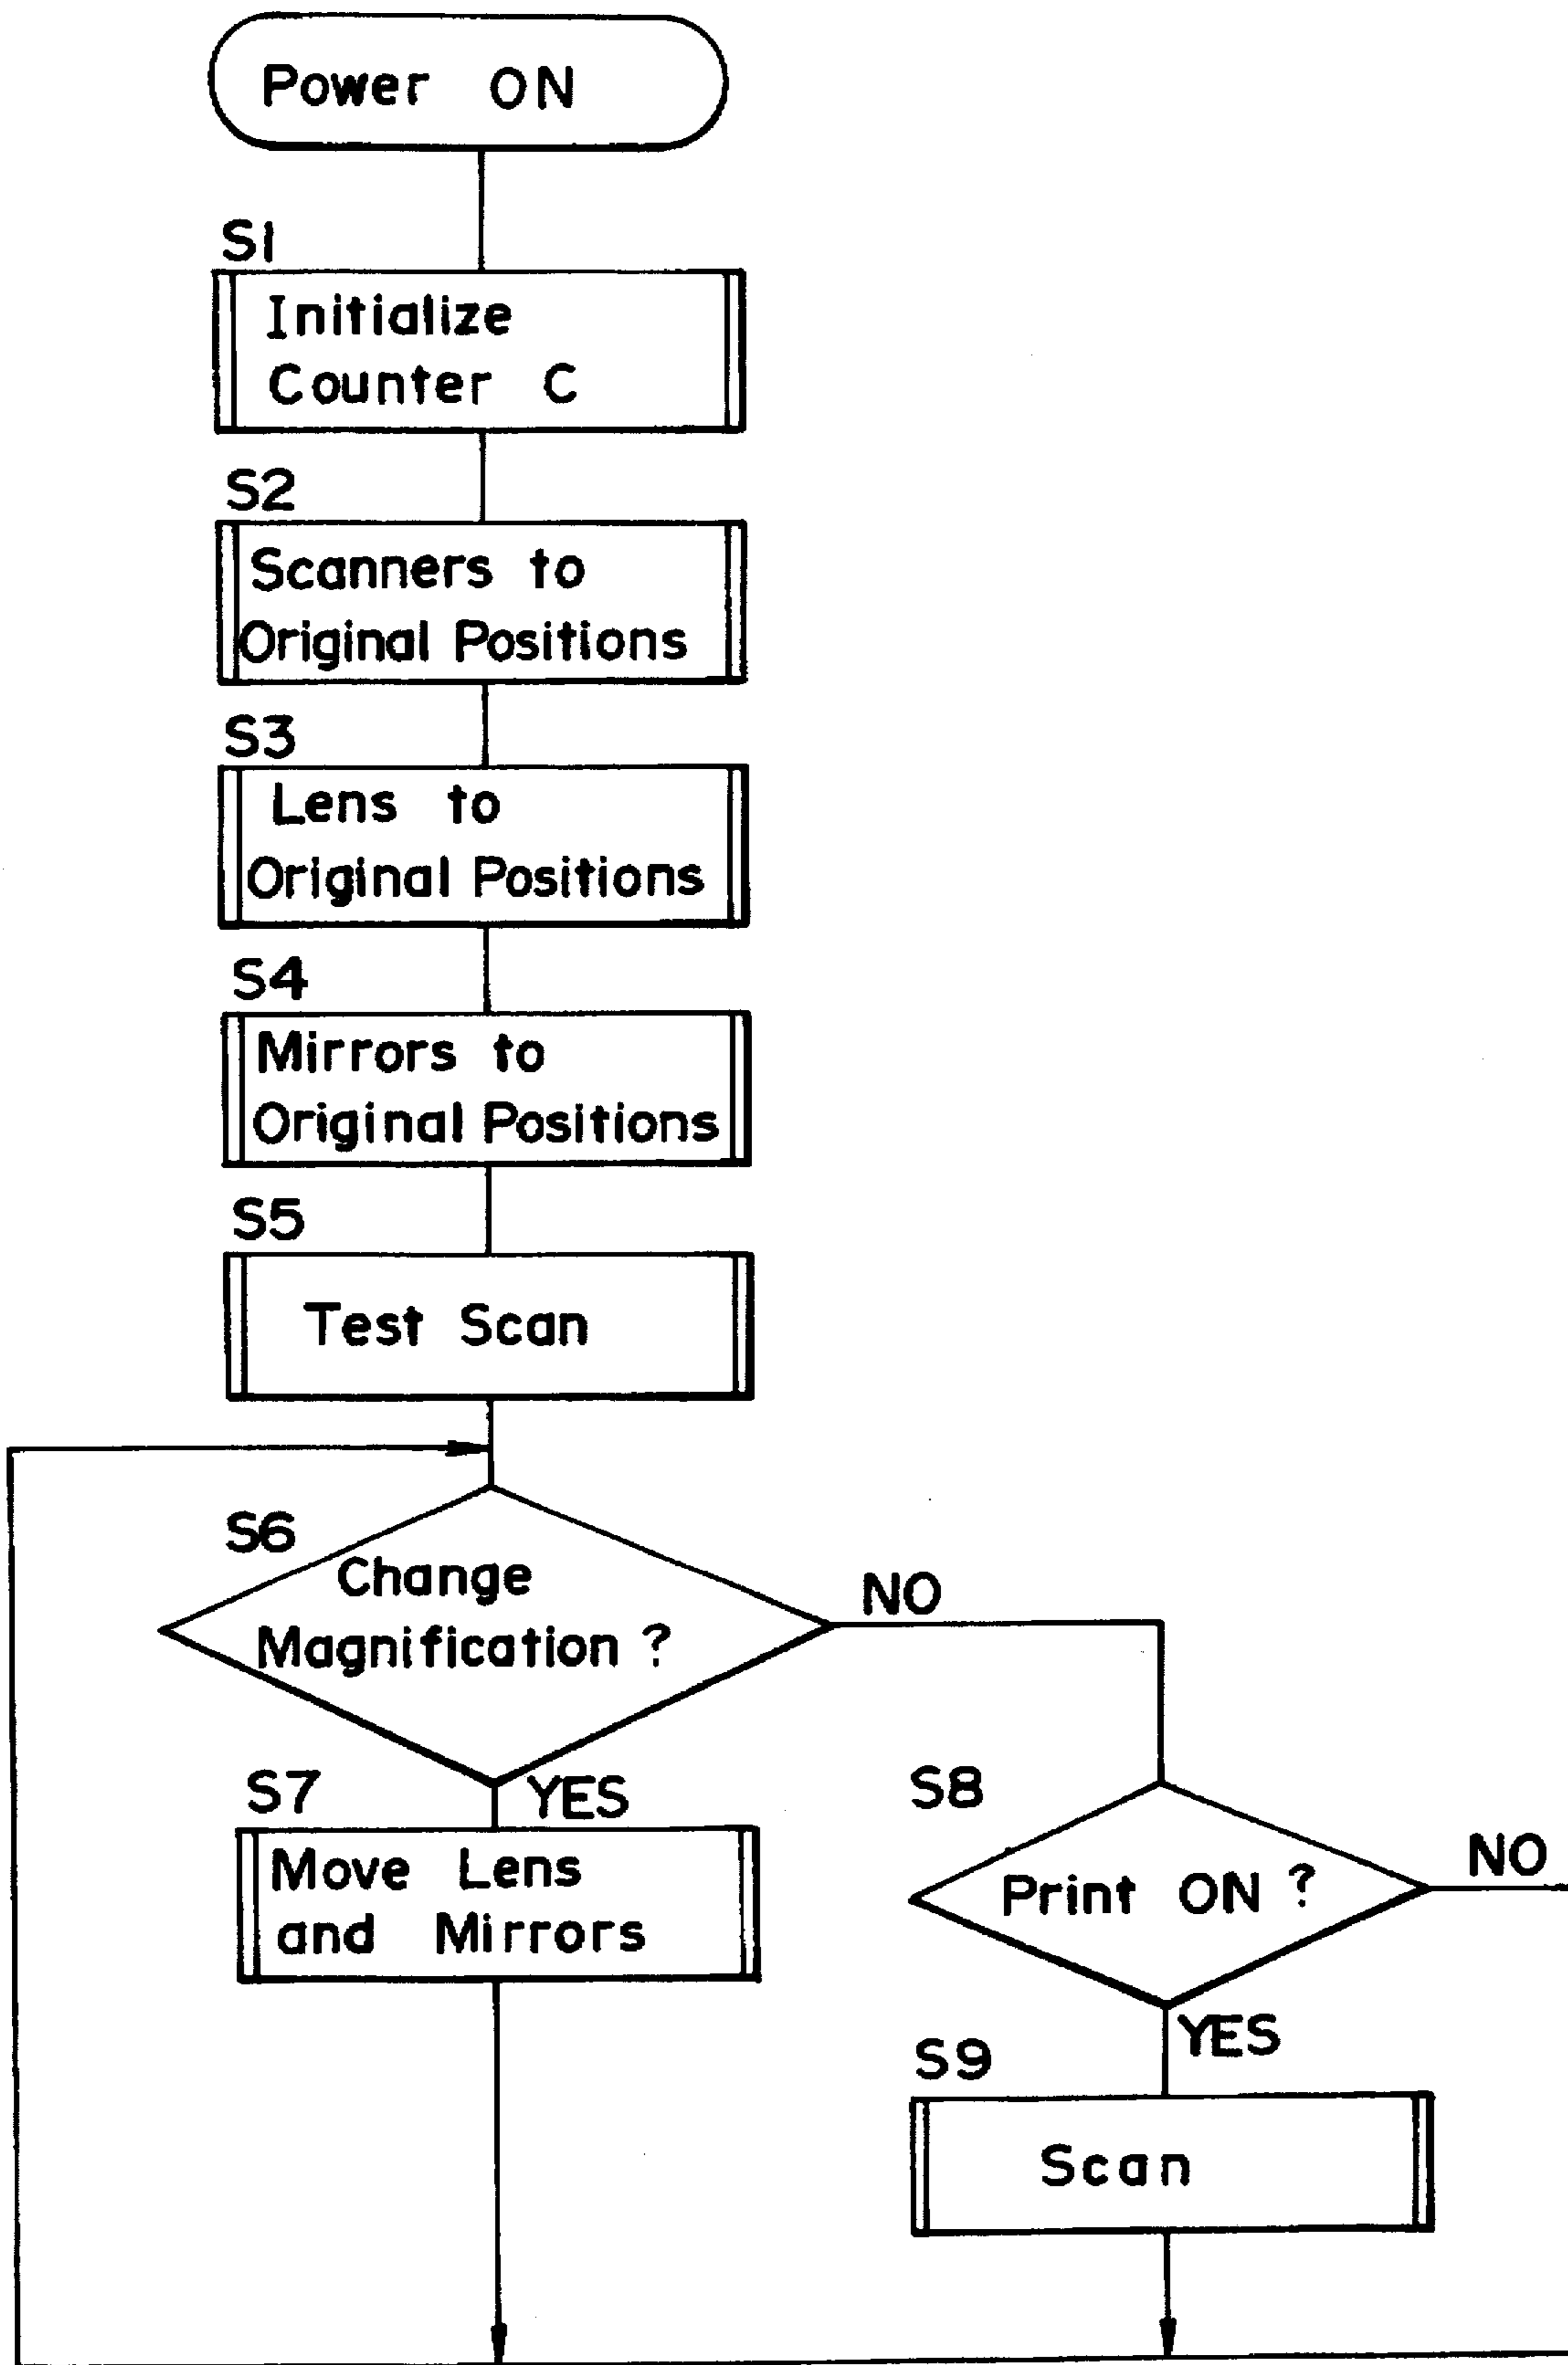 Power ON
S1
Initialize
Counter C
S2
Scanners to
Original Positions
S3
Lens to
Original Positions
S4
Mirrors to
Original Positions
S5
Test Scan
S6
Change
Magnification ?
NO
YES
S7
Move Lens
and Mirrors
S8
Print ON ?
NO
YES
S9
Scan